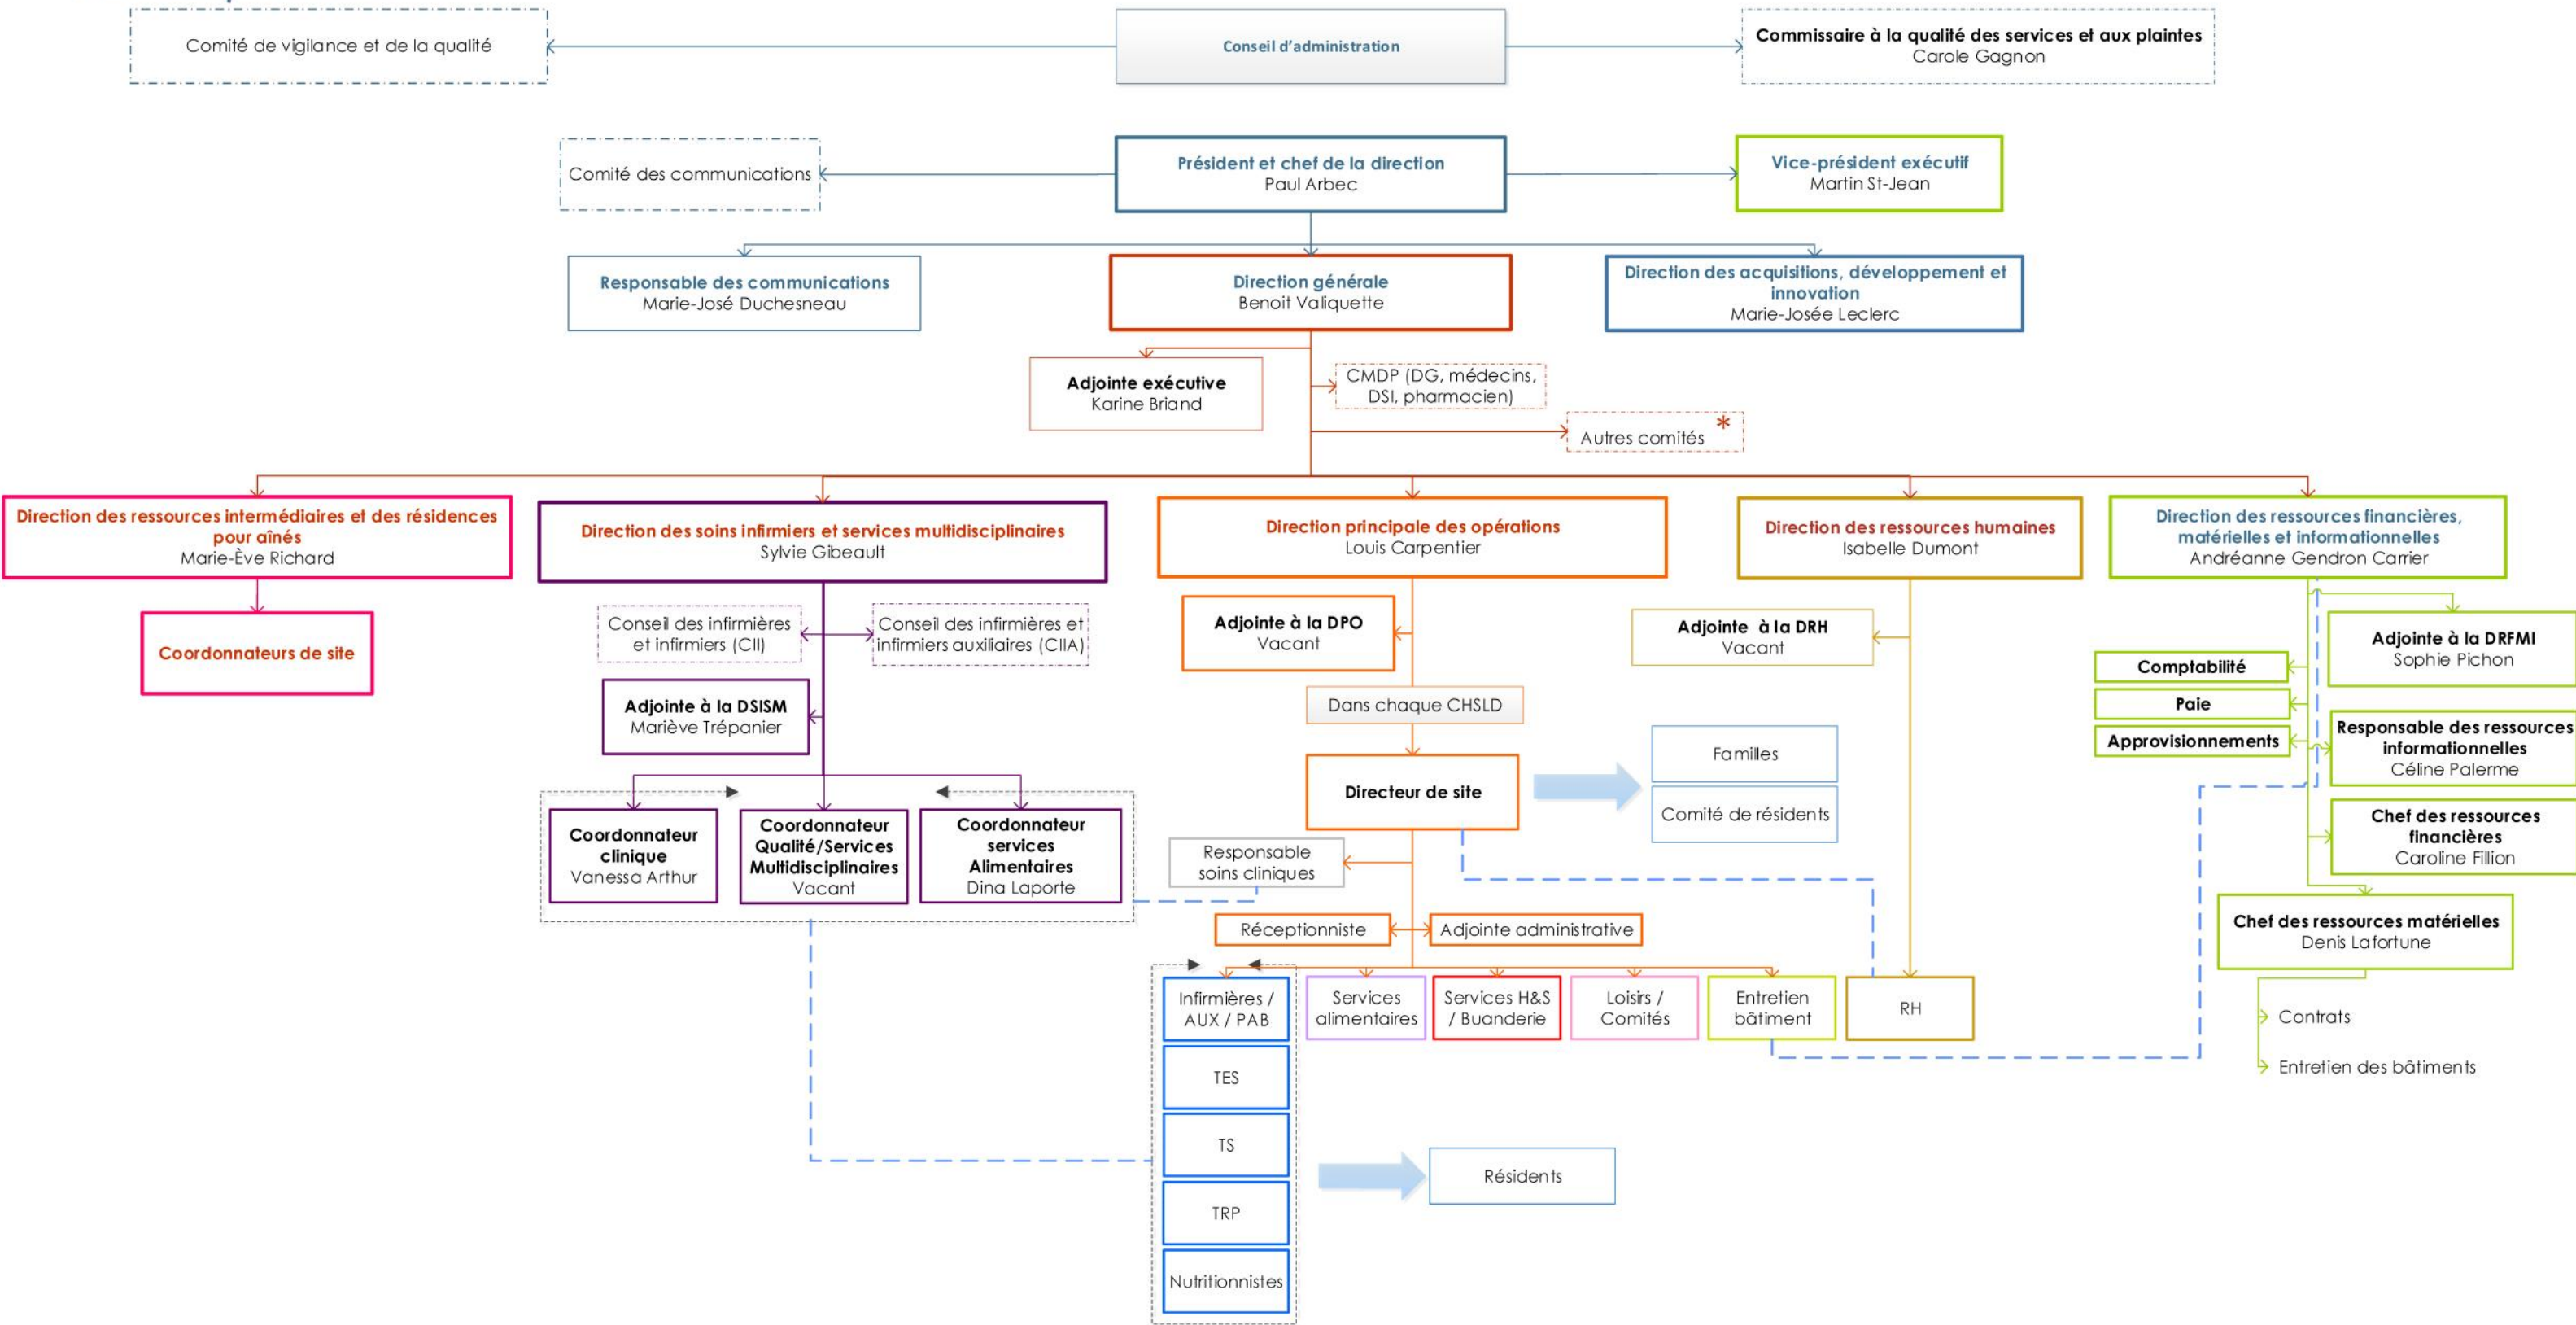 Comité de vigilance et de la qualité
Conseil d'administration
Commissaire à la qualité des services et aux plaintes
Carole Gagnon
Comité des communications
Président et chef de la direction
Paul Arbec
Vice-président exécutif
Martin St-Jean
Responsable des communications
Marie-José Duchesneau
Direction générale
Benoit Valiquette
Direction des acquisitions, développement et
innovation
Marie-Josée Leclerc
Adjointe exécutive
Karine Briand
CMDP (DG, médecins,
DSI, pharmacien)
Autres comités *
Direction des ressources intermédiaires et des résidences
pour aînés
Marie-Ève Richard
Direction des soins infirmiers et services multidisciplinaires
Sylvie Gibeault
Direction principale des opérations
Louis Carpentier
Direction des ressources humaines
Isabelle Dumont
Direction des ressources financières,
matérielles et informationnelles
Andréanne Gendron Carrier
Coordonnateurs de site
Conseil des infirmières
et infirmiers (CII)
Conseil des infirmières et
infirmiers auxiliaires (CIIA)
Adjointe à la DSISM
Mariève Trépanier
Coordonnateur
clinique
Vanessa Arthur
Coordonnateur
Qualité/Services
Multidisciplinaires
Vacant
Coordonnateur
services
Alimentaires
Dina Laporte
Adjointe à la DPO
Vacant
Dans chaque CHSLD
Directeur de site
Familles
Comité de résidents
Responsable
soins cliniques
Réceptionniste
Adjointe administrative
Adjointe à la DRH
Vacant
Adjointe à la DRFMI
Sophie Pichon
Comptabilité
Paie
Approvisionnements
Responsable des ressources
informationnelles
Céline Palerme
Chef des ressources
financières
Caroline Fillion
Chef des ressources matérielles
Denis Lafortune
Contrats
Entretien des bâtiments
Infirmières /
AUX / PAB
Services
alimentaires
Services H&S
/ Buanderie
Loisirs /
Comités
Entretien
bâtiment
RH
TES
TS
TRP
Nutritionnistes
Résidents